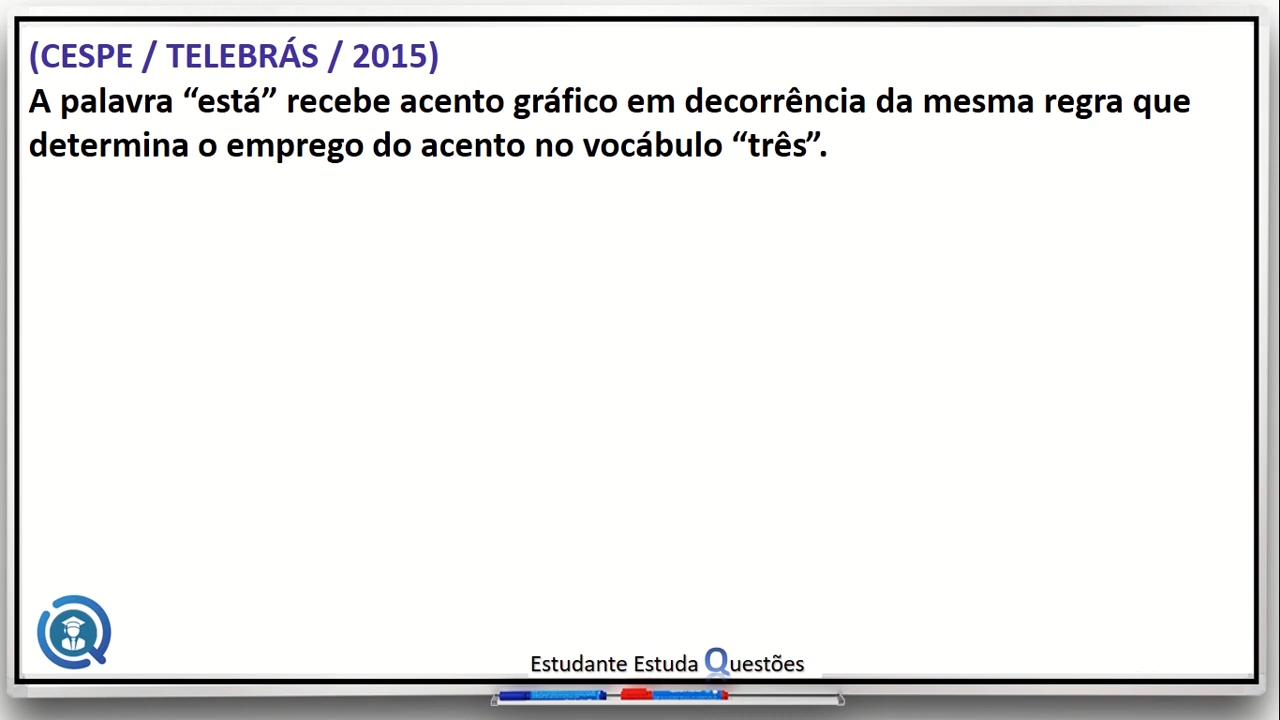 (CESPE / TELEBRÁS / 2015)
A palavra “está” recebe acento gráfico em decorrência da mesma regra que
determina o emprego do acento no vocábulo “três”.
Estudante Estuda Questões